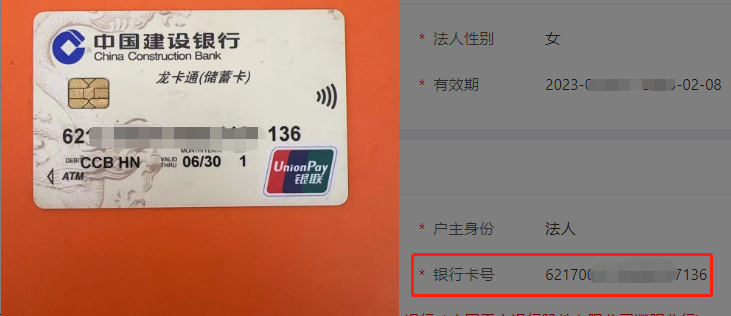 中国建设银行
China Construction Bank
龙卡通(储蓄卡)
621 136
DEBIT CCB HN VALID THRU MONTH/YEAR 06/30 1
ATM
UnionPay
银联
* 法人性别 女
* 有效期 2023-0 -02-08
* 户主身份 法人
* 银行卡号 62170 7136